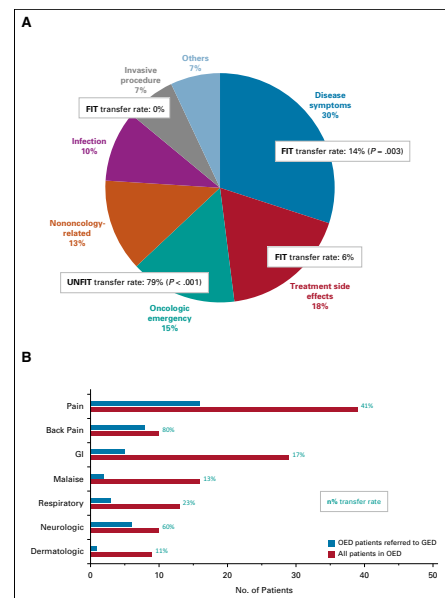 A
Others
7%
Invasive
procedure
7%
Disease
symptoms
30%
FIT transfer rate: 0%
Infection
10%
FIT transfer rate: 14% (P = .003)
Nononcology-
related
13%
FIT transfer rate: 6%
UNFIT transfer rate: 79% (P < .001)
Treatment side
effects
18%
Oncologic
emergency
15%
B
Pain
41%
Back Pain
80%
GI
17%
Malaise
13%
Respiratory
23%
n% transfer rate
Neurologic
60%
OED patients referred to GED
All patients in OED
Dermatologic
11%
0 10 20 30 40 50
No. of Patients